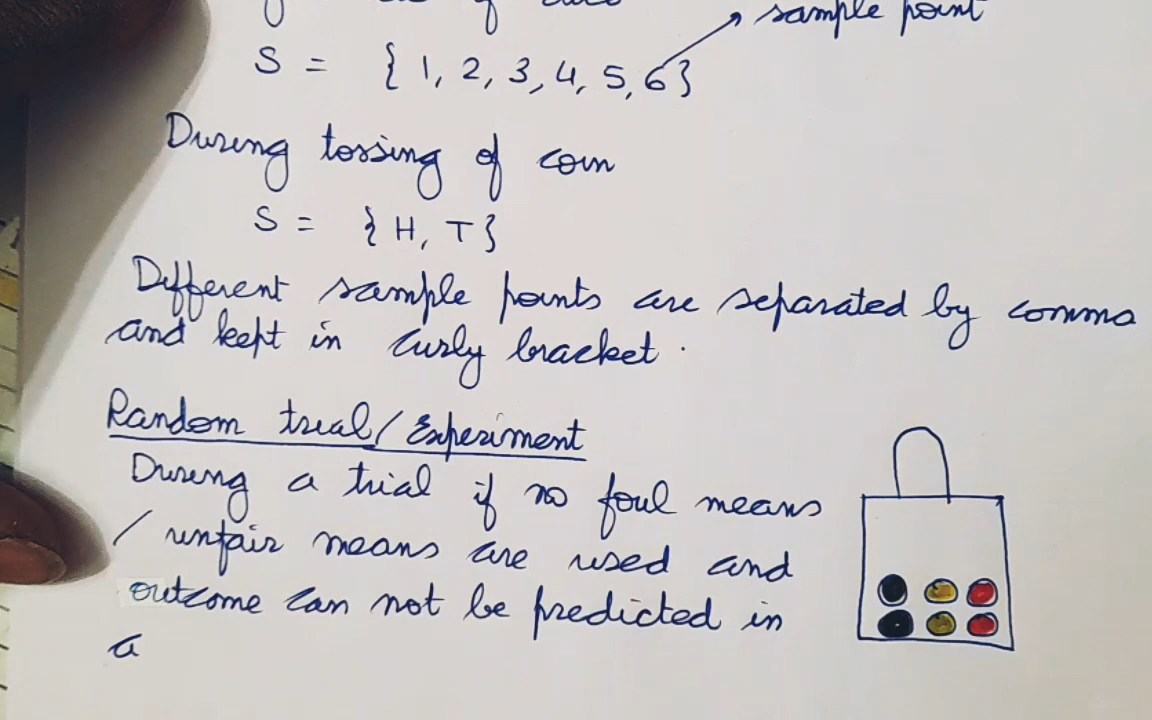 of
sample point
S = { 1, 2, 3, 4, 5, 6 }
During tossing of coin
S = { H, T }
Different sample points are separated by comma
and kept in curly bracket.
Random trial / Experiment
During a trial if no foul means
/ unfair means are used and
outcome can not be predicted in
a